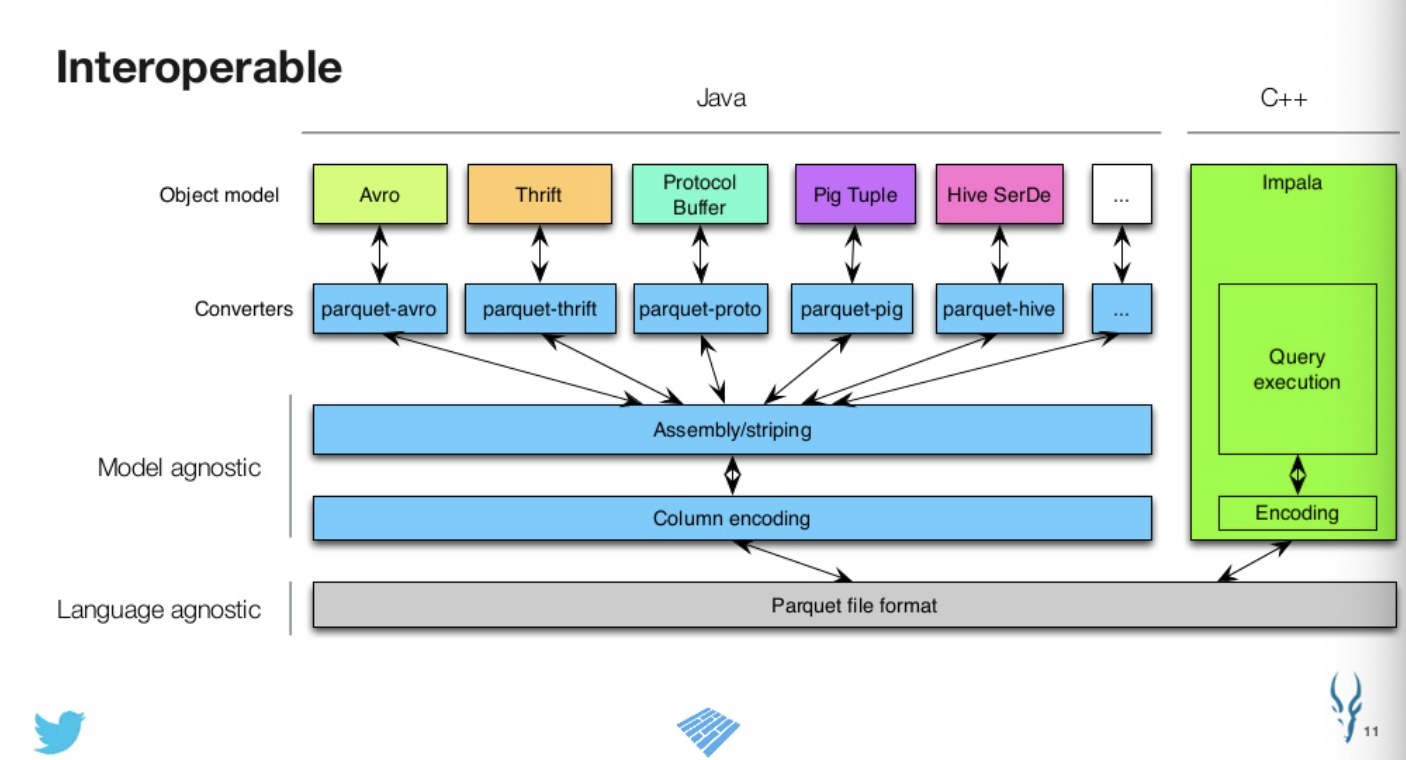 Interoperable
Java
C++
Object model
Avro
Thrift
Protocol
Buffer
Pig Tuple
Hive SerDe
...
Impala
Converters
parquet-avro
parquet-thrift
parquet-proto
parquet-pig
parquet-hive
...
Query
execution
Model agnostic
Assembly/striping
Column encoding
Encoding
Language agnostic
Parquet file format
11